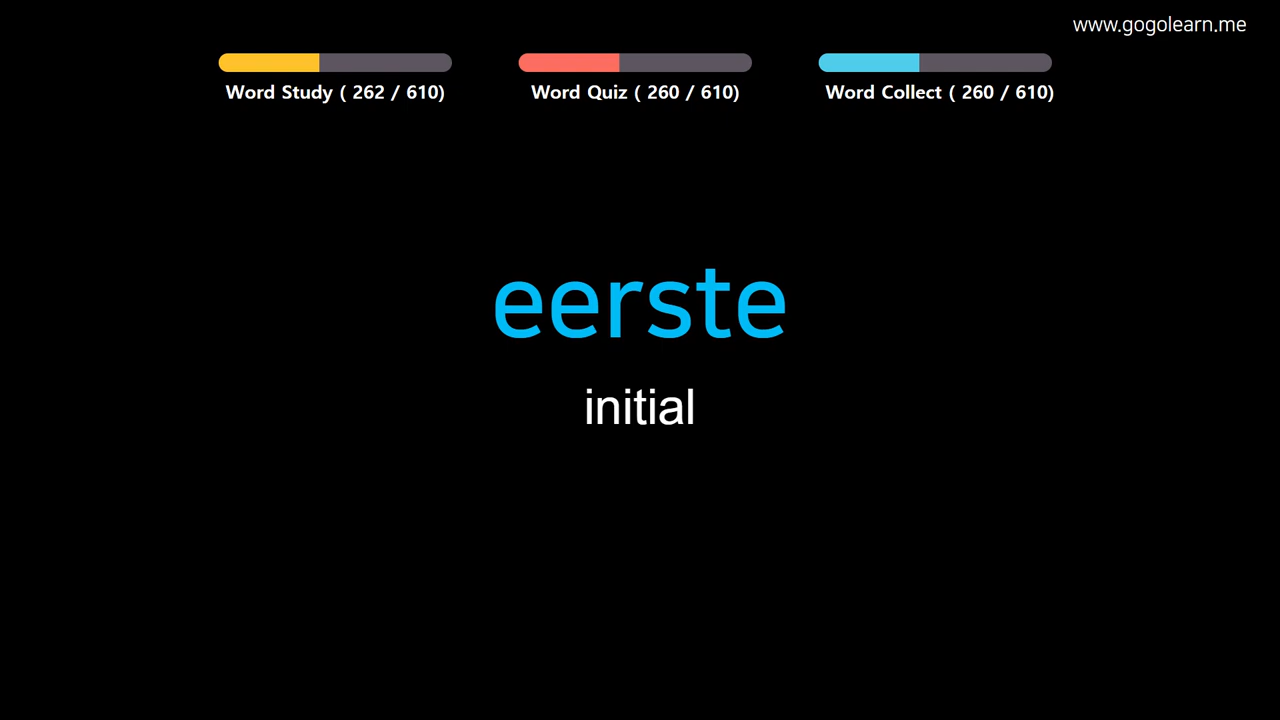 www.gogolearn.me
Word Study ( 262 / 610)
Word Quiz ( 260 / 610)
Word Collect ( 260 / 610)
eerste
initial